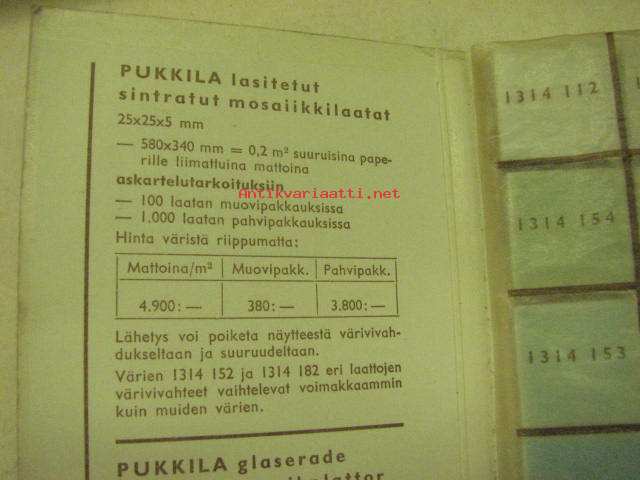 PUKKILA lasitetut
sintratut mosaiikkilaatat
25x25x5 mm
— 580x340 mm = 0,2 m² suuruisina pape-
rille liimattuina mattoina
askartelutarkoituksiin
— 100 laatan muovipakkauksissa
— 1.000 laatan pahvipakkauksissa
Hinta väristä riippumatta:
Mattoina/m² Muovipakk. Pahvipakk.
4.900:— 380:— 3.800:—
Lähetys voi poiketa näytteestä värivivah-
dukseltaan ja suuruudeltaan.
Värien 1314 152 ja 1314 182 eri laattojen
värivivahteet vaihtelevat voimakkaammin
kuin muiden värien.
PUKKILA glaserade
Antikvariaatti.net
1314 112
1314 154
1314 153